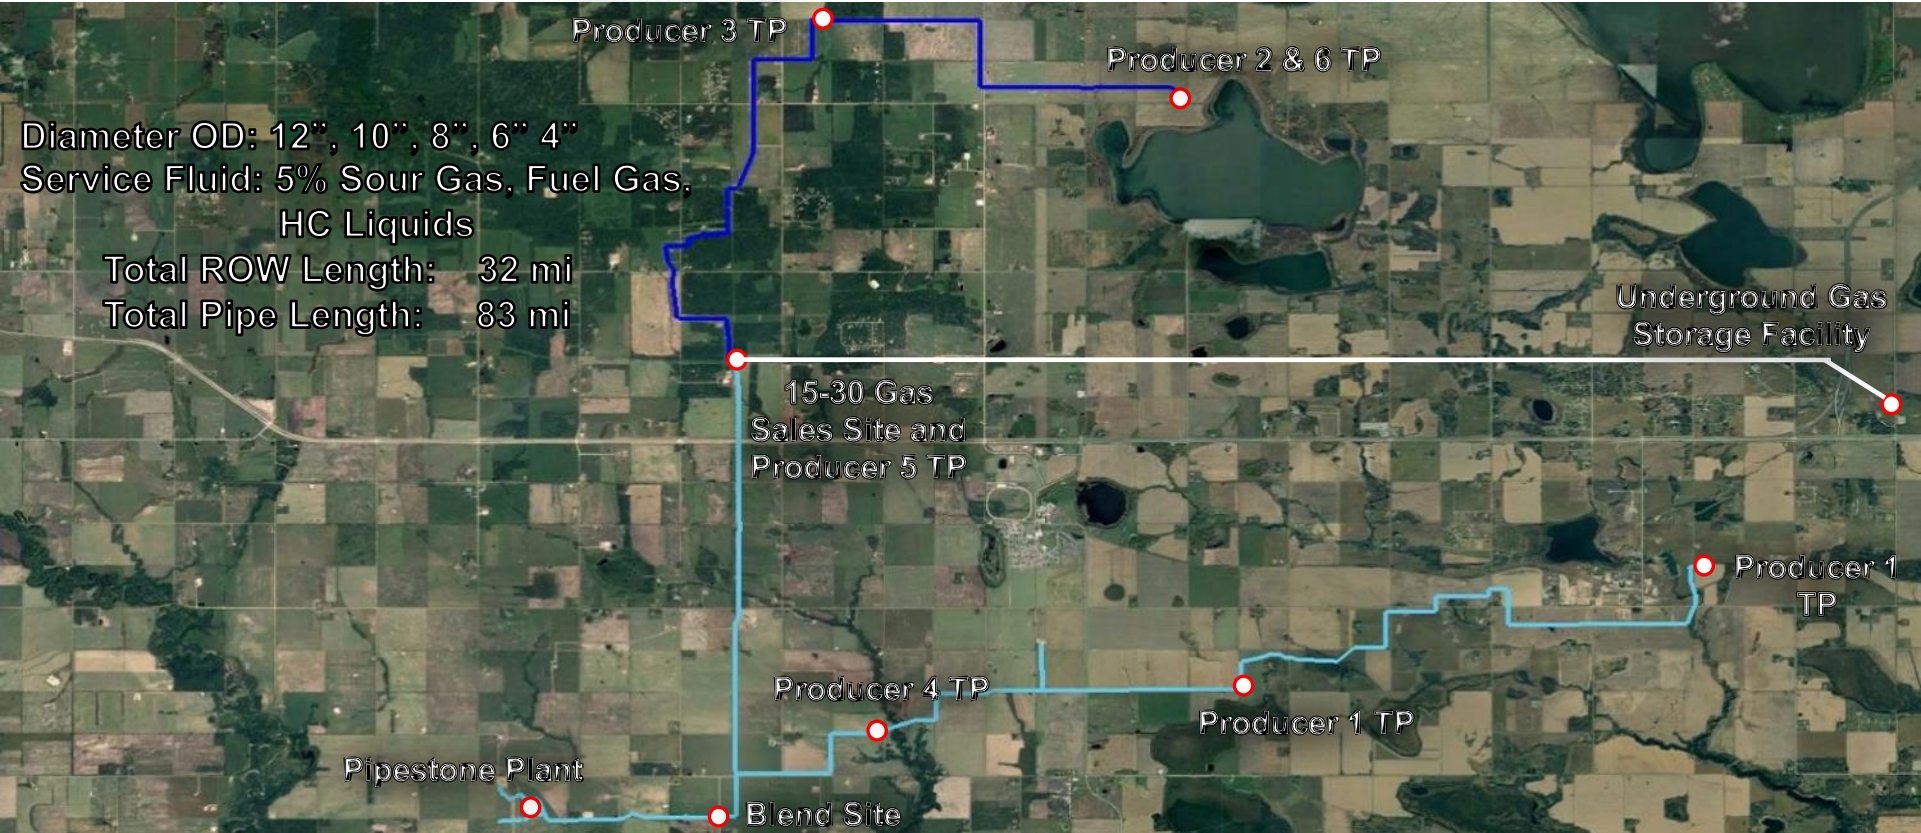 Producer 3 TP
Producer 2 & 6 TP
Diameter OD: 12”, 10”, 8”, 6” 4”
Service Fluid: 5% Sour Gas, Fuel Gas,
HC Liquids
Total ROW Length: 32 mi
Total Pipe Length: 83 mi
Underground Gas
Storage Facility
15-30 Gas
Sales Site and
Producer 5 TP
Producer 1
TP
Producer 4 TP
Producer 1 TP
Pipestone Plant
Blend Site